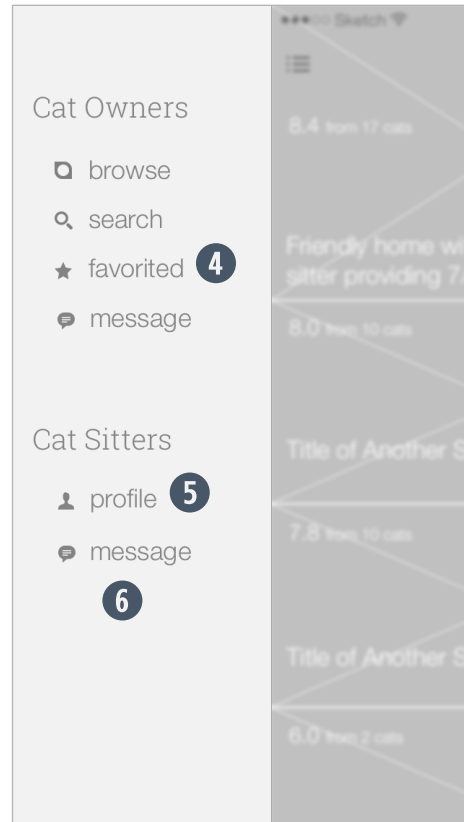 Sketch
8.4 from 17 cats
Cat Owners
browse
search
favorited 4
message
Friendly home wi
sitter providing 7
8.0 from 10 cats
Cat Sitters
profile 5
message
6
Title of Another S
7.8 from 10 cats
Title of Another S
6.0 from 2 cats